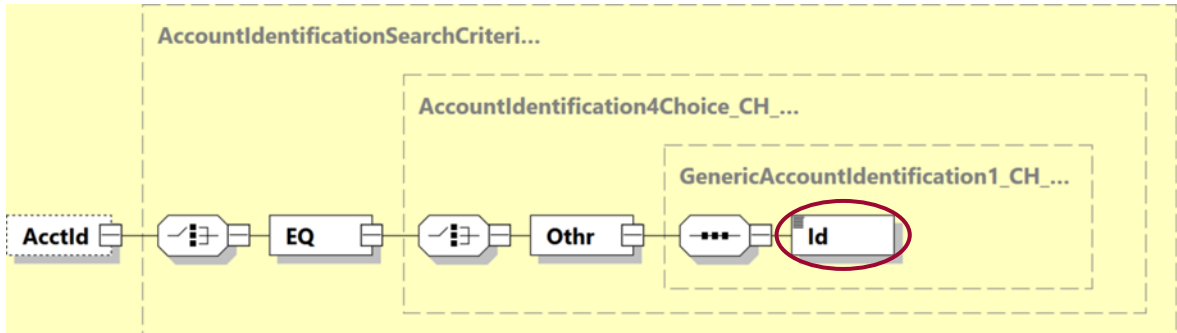 AccountIdentificationSearchCriteri...
AccountIdentification4Choice_CH_...
GenericAccountIdentification1_CH_...
AcctId EQ Othr Id